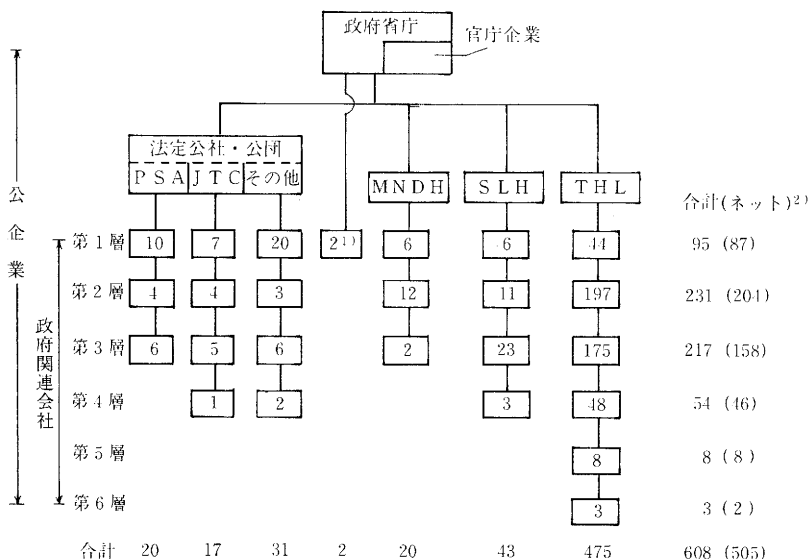 政府省庁
官庁企業
法定公社・公団
PSA JTC その他
MNDH SLH THL
合計(ネット)2)
公企業
政府関連会社
第1層 10 7 20 21) 6 6 44 95 (87)
第2層 4 4 3 12 11 197 231 (204)
第3層 6 5 6 2 23 175 217 (158)
第4層 1 2 3 48 54 (46)
第5層 8 8 (8)
第6層 3 3 (2)
合計 20 17 31 2 20 43 475 608 (505)